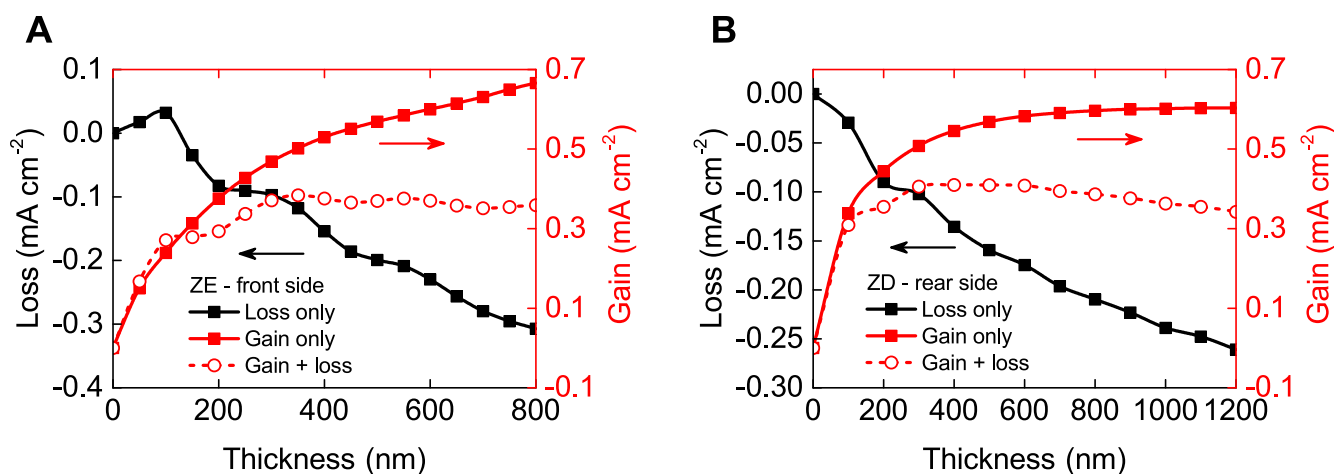 A
Loss (mA cm⁻²)
0.1
0.0
-0.1
-0.2
-0.3
-0.4
0
200
400
600
800
Thickness (nm)
0.7
0.5
0.3
0.1
-0.1
Gain (mA cm⁻²)
ZE - front side
Loss only
Gain only
Gain + loss
B
Loss (mA cm⁻²)
0.00
-0.05
-0.10
-0.15
-0.20
-0.25
-0.30
0
200
400
600
800
1000
1200
Thickness (nm)
0.7
0.5
0.3
0.1
-0.1
Gain (mA cm⁻²)
ZD - rear side
Loss only
Gain only
Gain + loss